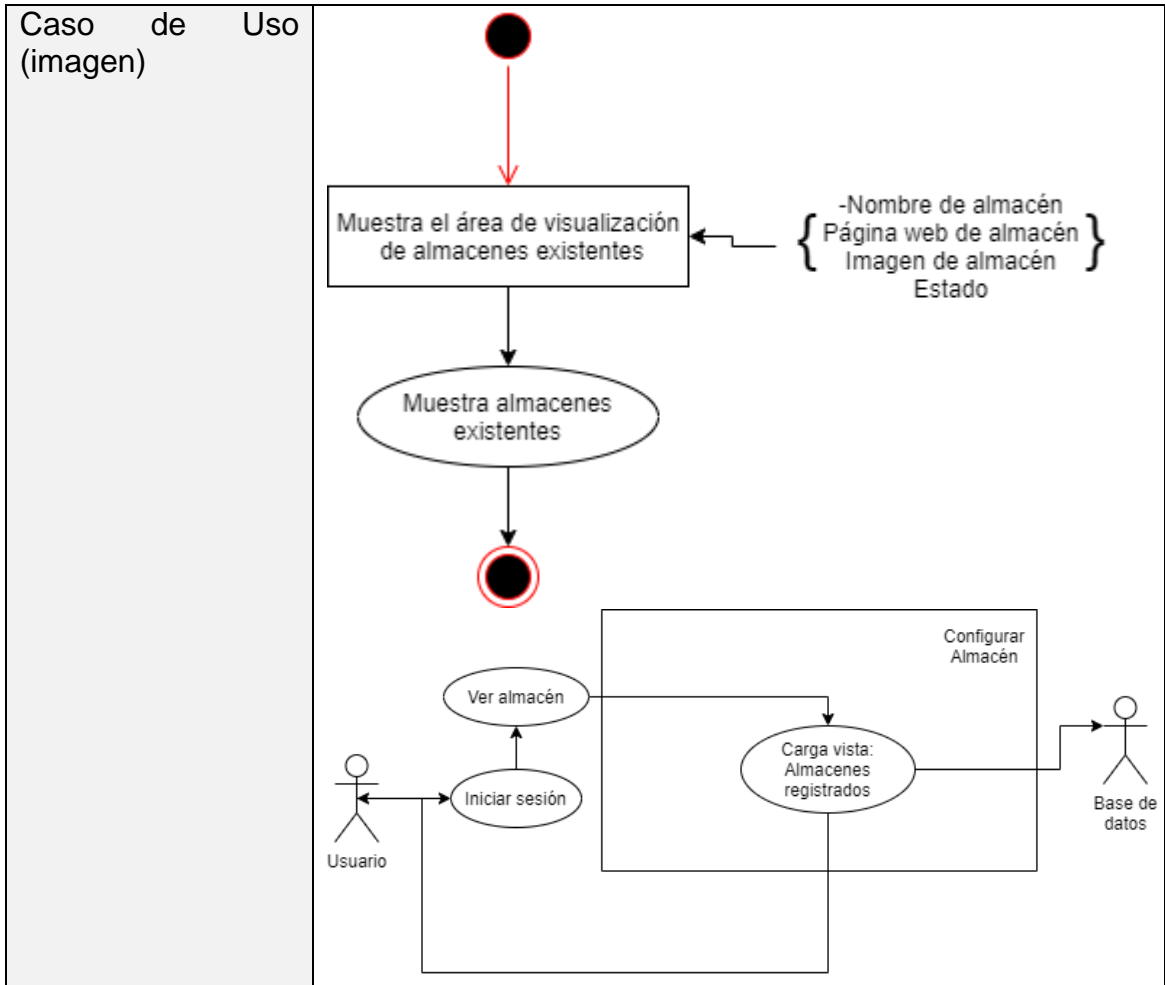 Caso de Uso
(imagen)
Muestra el área de visualización
de almacenes existentes
-Nombre de almacén
Página web de almacén
Imagen de almacén
Estado
{ }
Muestra almacenes
existentes
Configurar
Almacén
Ver almacén
Carga vista:
Almacenes
registrados
Iniciar sesión
Usuario
Base de
datos